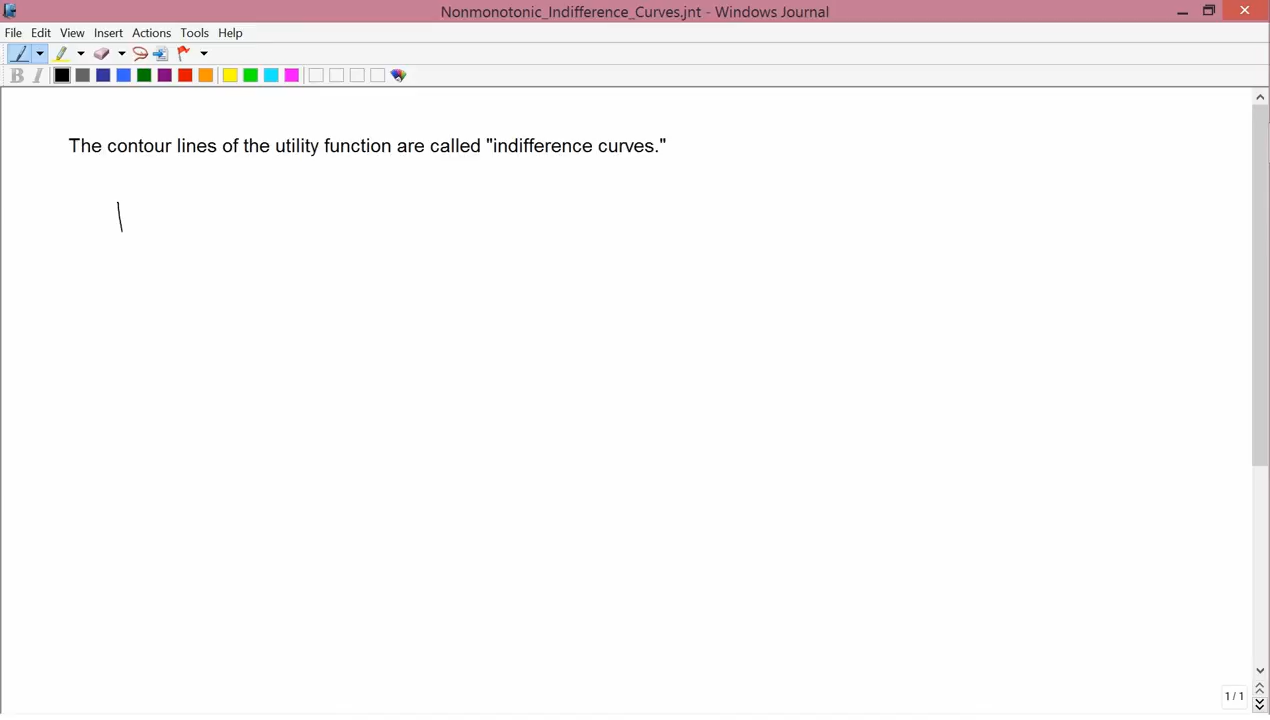 Nonmonotonic_Indifference_Curves.jnt - Windows Journal
File Edit View Insert Actions Tools Help
B I
The contour lines of the utility function are called "indifference curves."
1 / 1